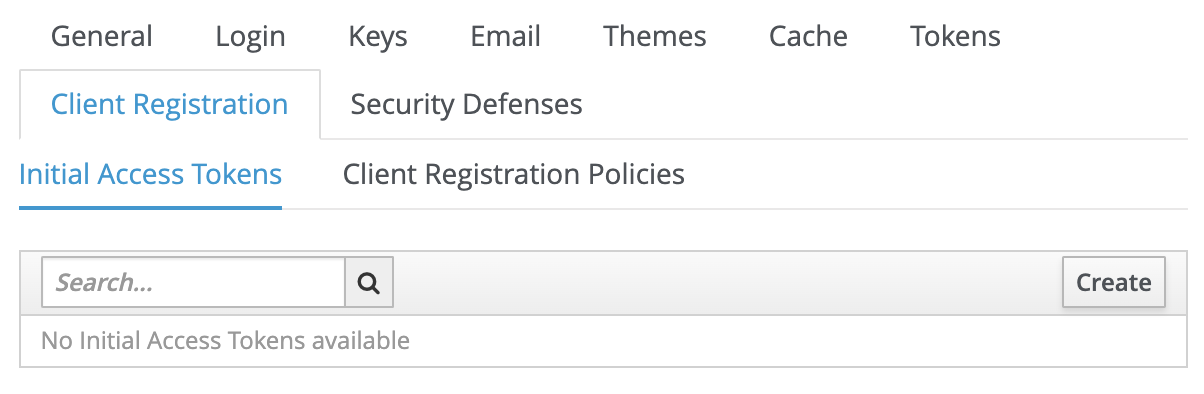 General Login Keys Email Themes Cache Tokens
Client Registration Security Defenses
Initial Access Tokens Client Registration Policies
Search... Create
No Initial Access Tokens available